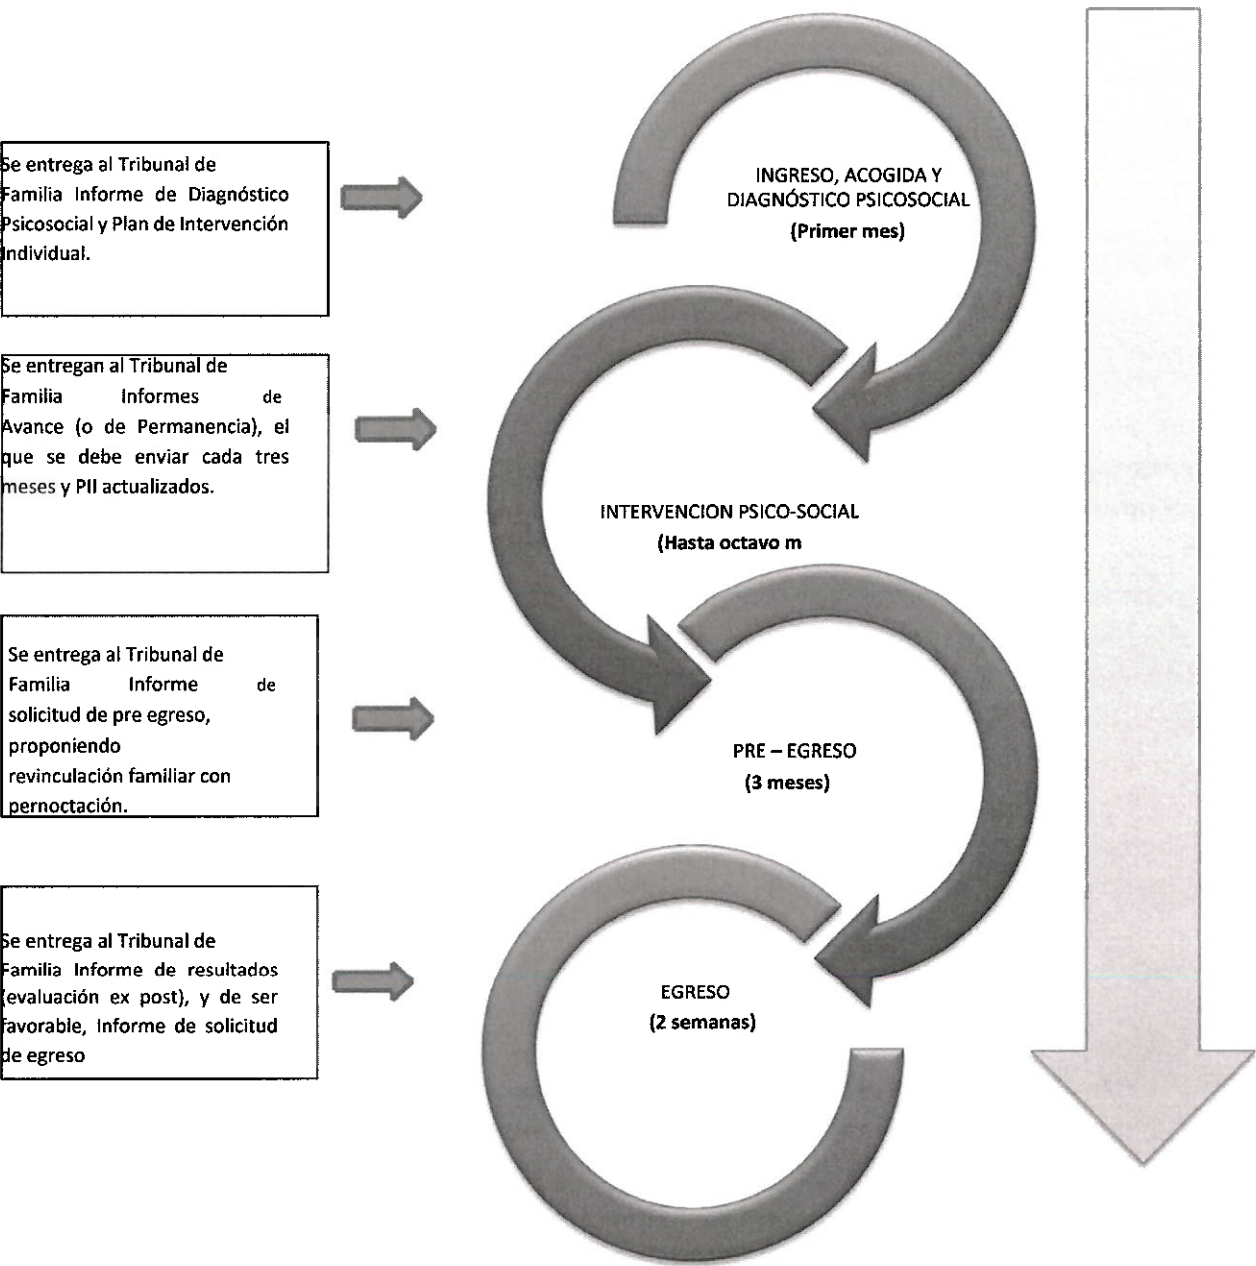 Se entrega al Tribunal de
Familia Informe de Diagnóstico
Psicosocial y Plan de Intervención
Individual.
INGRESO, ACOGIDA Y
DIAGNÓSTICO PSICOSOCIAL
(Primer mes)
Se entregan al Tribunal de
Familia Informes de
Avance (o de Permanencia), el
que se debe enviar cada tres
meses y PII actualizados.
INTERVENCION PSICO-SOCIAL
(Hasta octavo m
Se entrega al Tribunal de
Familia Informe de
solicitud de pre egreso,
proponiendo
revinculación familiar con
pernoctación.
PRE – EGRESO
(3 meses)
Se entrega al Tribunal de
Familia Informe de resultados
(evaluación ex post), y de ser
favorable, Informe de solicitud
de egreso
EGRESO
(2 semanas)